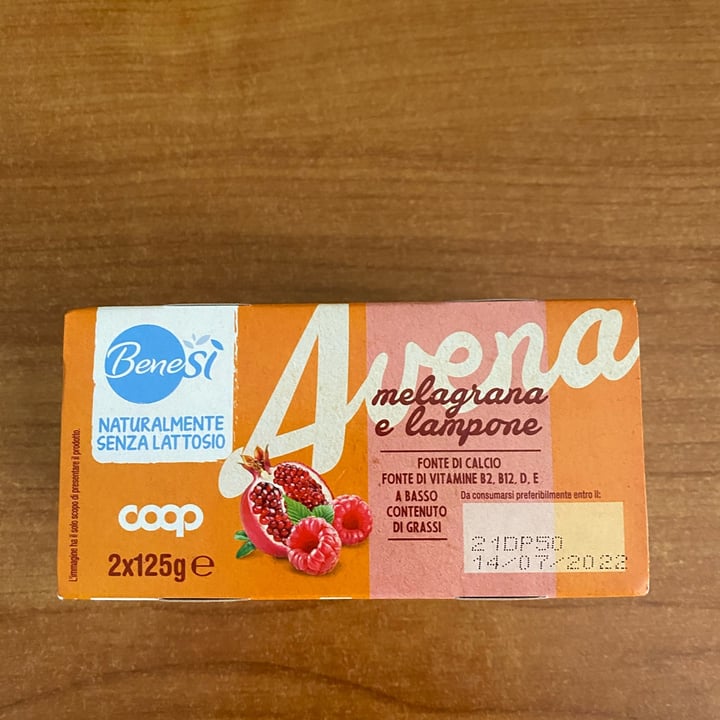 BeneSì
NATURALMENTE
SENZA LATTOSIO
Avena
melagrana
e lampone
FONTE DI CALCIO
FONTE DI VITAMINE B2, B12, D, E
A BASSO
CONTENUTO
DI GRASSI
Da consumarsi preferibilmente entro il:
21DP50
14/07/2022
coop
2x125g ℮
L'immagine ha il solo scopo di presentare il prodotto.